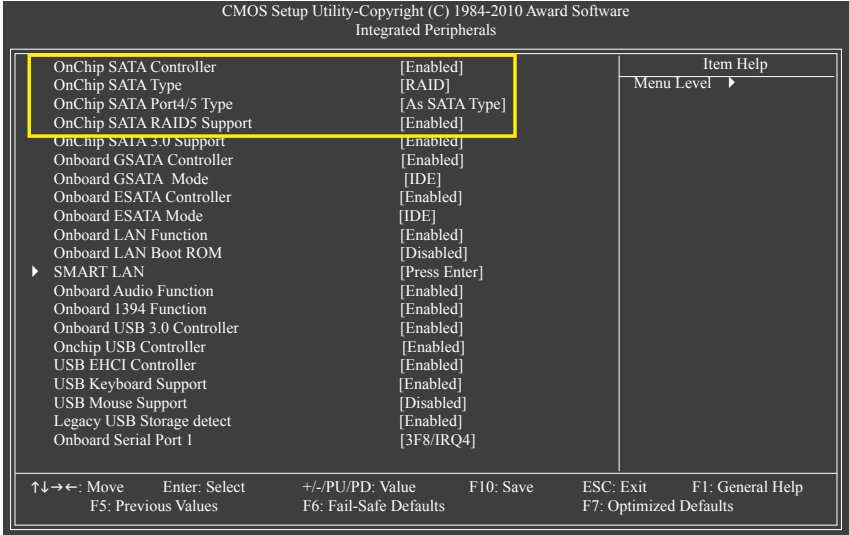 CMOS Setup Utility-Copyright (C) 1984-2010 Award Software
Integrated Peripherals
OnChip SATA Controller [Enabled]
OnChip SATA Type [RAID]
OnChip SATA Port4/5 Type [As SATA Type]
OnChip SATA RAID5 Support [Enabled]
OnChip SATA 3.0 Support [Enabled]
Onboard GSATA Controller [Enabled]
Onboard GSATA Mode [IDE]
Onboard ESATA Controller [Enabled]
Onboard ESATA Mode [IDE]
Onboard LAN Function [Enabled]
Onboard LAN Boot ROM [Disabled]
SMART LAN [Press Enter]
Onboard Audio Function [Enabled]
Onboard 1394 Function [Enabled]
Onboard USB 3.0 Controller [Enabled]
Onchip USB Controller [Enabled]
USB EHCI Controller [Enabled]
USB Keyboard Support [Enabled]
USB Mouse Support [Disabled]
Legacy USB Storage detect [Enabled]
Onboard Serial Port 1 [3F8/IRQ4]
Item Help
Menu Level
↑↓→←: Move Enter: Select +/-/PU/PD: Value F10: Save ESC: Exit F1: General Help
F5: Previous Values F6: Fail-Safe Defaults F7: Optimized Defaults